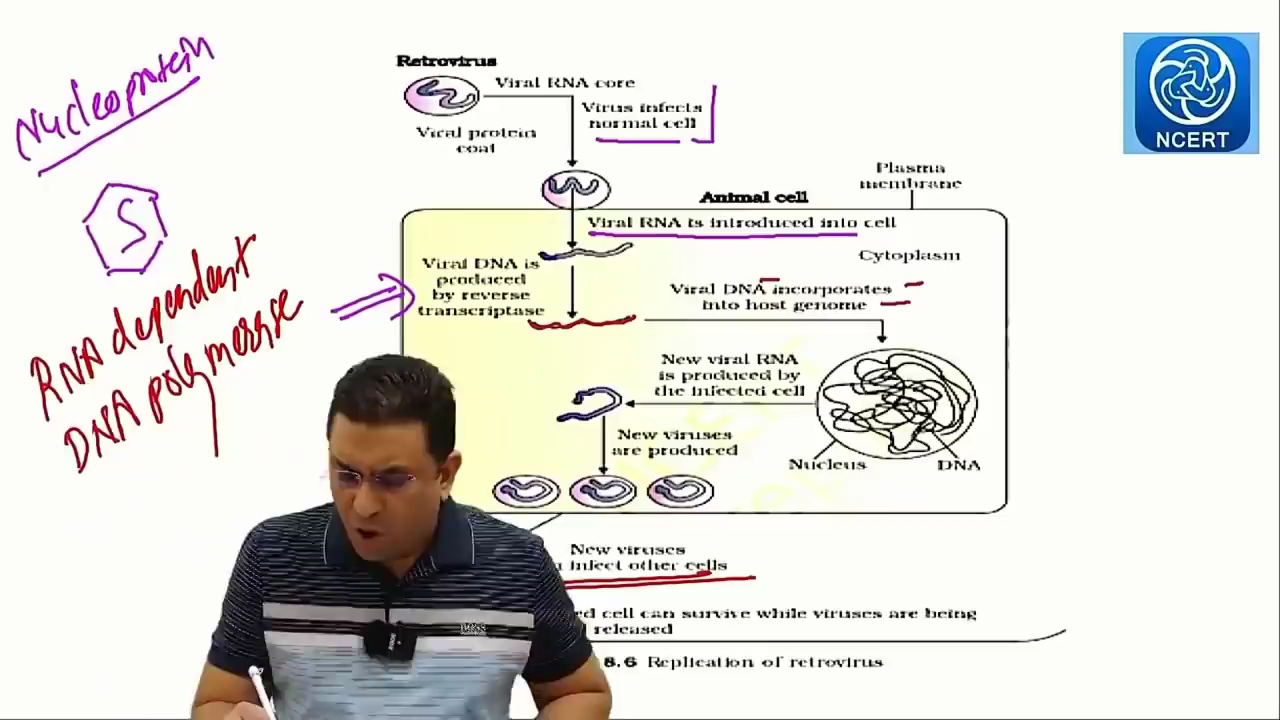 Nucleoprotein
S
RNA dependent
DNA polymerase
Retrovirus
Viral RNA core
Virus infects
normal cell
Viral protein
coat
Plasma
membrane
Animal cell
Viral RNA is introduced into cell
Cytoplasm
Viral DNA is
produced
by reverse
transcriptase
Viral DNA incorporates
into host genome
New viral RNA
is produced by
the infected cell
New viruses
are produced
Nucleus
DNA
New viruses
infect other cells
cell can survive while viruses are being
released
8.6 Replication of retrovirus
NCERT